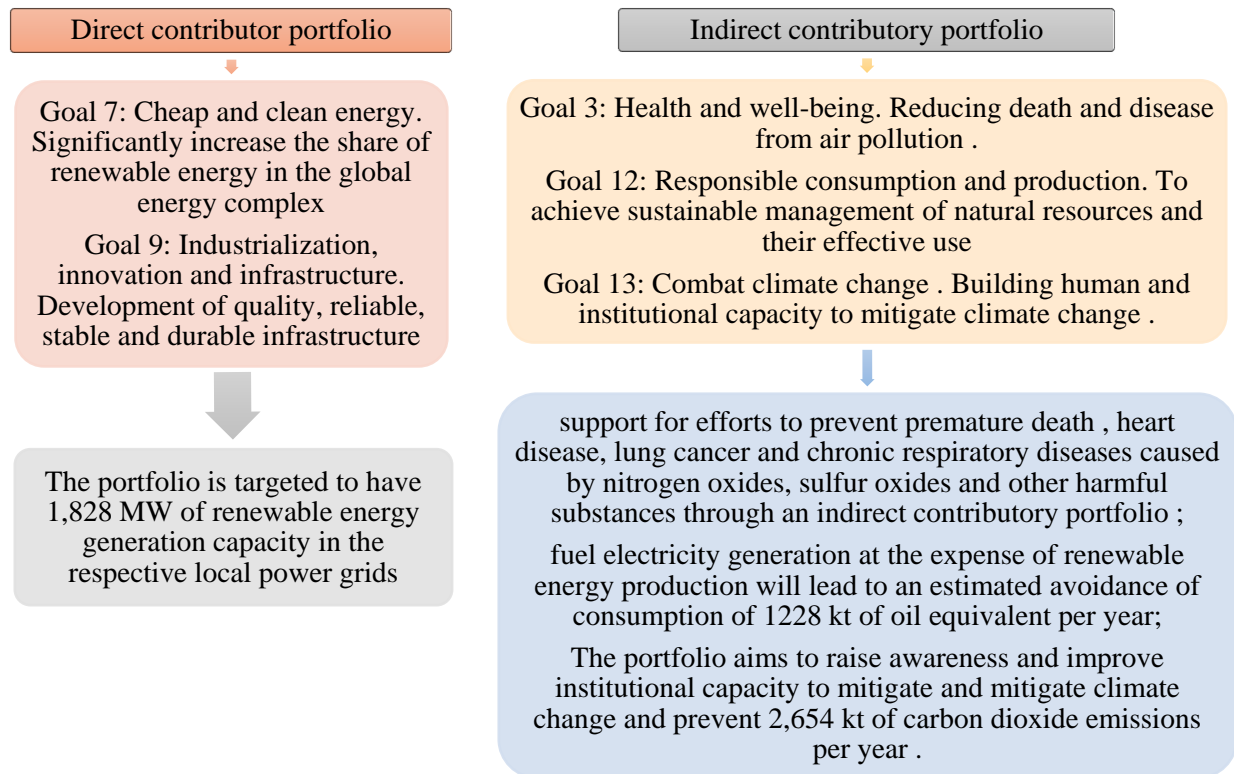 Direct contributor portfolio
Goal 7: Cheap and clean energy.
Significantly increase the share of
renewable energy in the global
energy complex
Goal 9: Industrialization,
innovation and infrastructure.
Development of quality, reliable,
stable and durable infrastructure
The portfolio is targeted to have
1,828 MW of renewable energy
generation capacity in the
respective local power grids
Indirect contributory portfolio
Goal 3: Health and well-being. Reducing death and disease
from air pollution .
Goal 12: Responsible consumption and production. To
achieve sustainable management of natural resources and
their effective use
Goal 13: Combat climate change . Building human and
institutional capacity to mitigate climate change .
support for efforts to prevent premature death , heart
disease, lung cancer and chronic respiratory diseases caused
by nitrogen oxides, sulfur oxides and other harmful
substances through an indirect contributory portfolio ;
fuel electricity generation at the expense of renewable
energy production will lead to an estimated avoidance of
consumption of 1228 kt of oil equivalent per year;
The portfolio aims to raise awareness and improve
institutional capacity to mitigate and mitigate climate
change and prevent 2,654 kt of carbon dioxide emissions
per year .